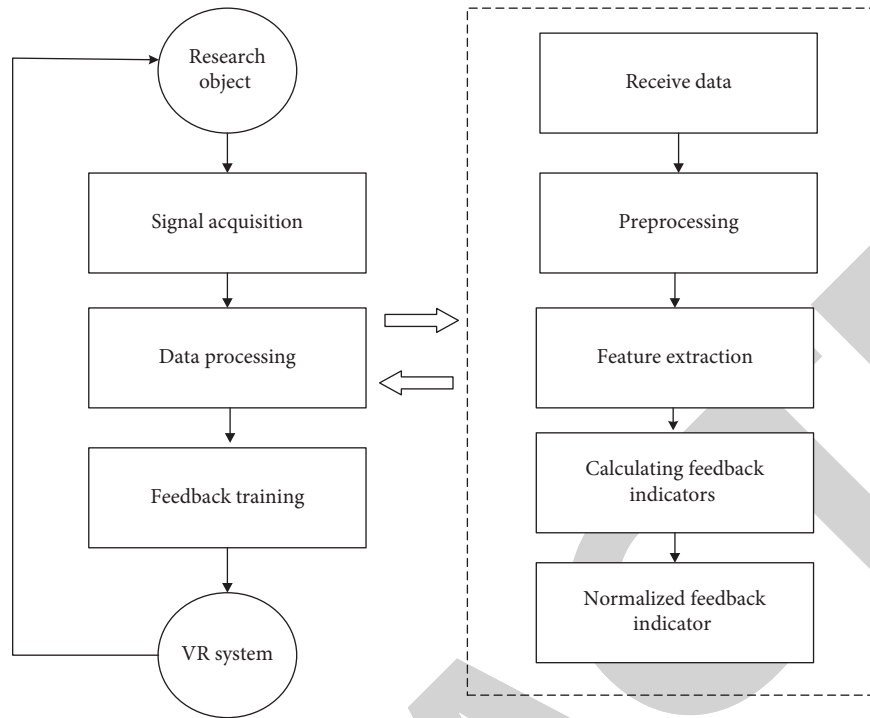 Research
object
Signal acquisition
Data processing
Feedback training
VR system
Receive data
Preprocessing
Feature extraction
Calculating feedback
indicators
Normalized feedback
indicator